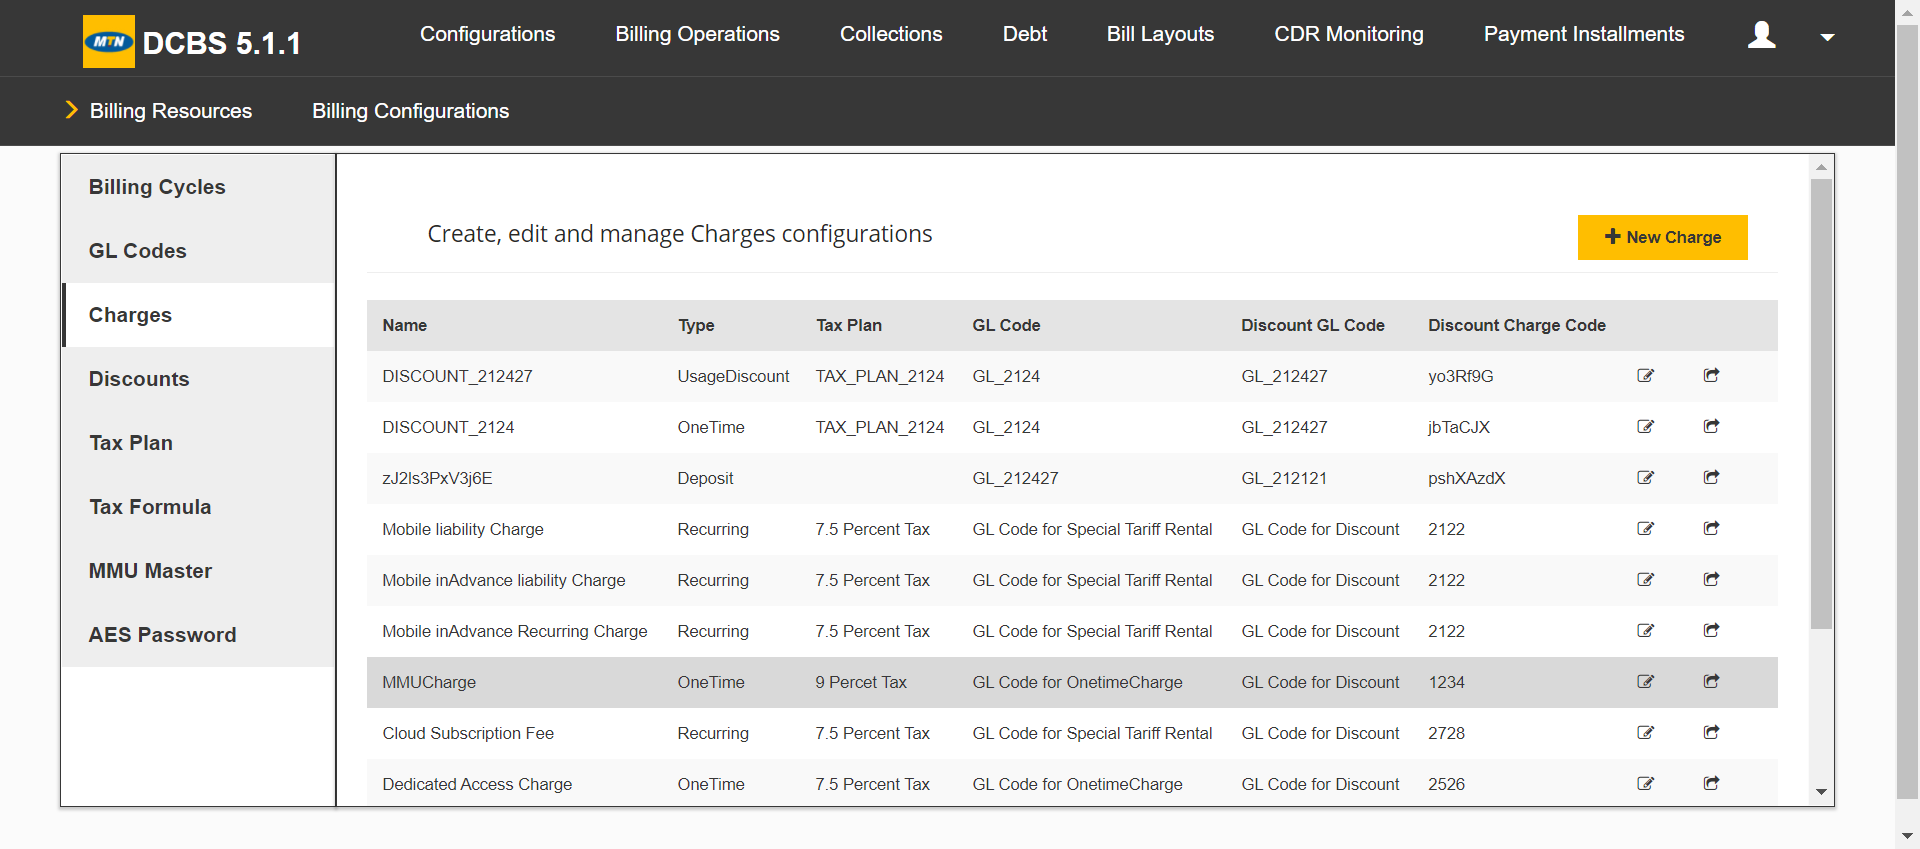 MTN DCBS 5.1.1 Configurations Billing Operations Collections Debt Bill Layouts CDR Monitoring Payment Installments
Billing Resources Billing Configurations
Billing Cycles
GL Codes
Charges
Discounts
Tax Plan
Tax Formula
MMU Master
AES Password
Create, edit and manage Charges configurations
New Charge
Name Type Tax Plan GL Code Discount GL Code Discount Charge Code
DISCOUNT_212427 UsageDiscount TAX_PLAN_2124 GL_2124 GL_212427 yo3Rf9G
DISCOUNT_2124 OneTime TAX_PLAN_2124 GL_2124 GL_212427 jbTaCJX
zJ2ls3PxV3j6E Deposit GL_212427 GL_212121 pshXAzdX
Mobile liability Charge Recurring 7.5 Percent Tax GL Code for Special Tariff Rental GL Code for Discount 2122
Mobile inAdvance liability Charge Recurring 7.5 Percent Tax GL Code for Special Tariff Rental GL Code for Discount 2122
Mobile inAdvance Recurring Charge Recurring 7.5 Percent Tax GL Code for Special Tariff Rental GL Code for Discount 2122
MMUCharge OneTime 9 Percet Tax GL Code for OnetimeCharge GL Code for Discount 1234
Cloud Subscription Fee Recurring 7.5 Percent Tax GL Code for Special Tariff Rental GL Code for Discount 2728
Dedicated Access Charge OneTime 7.5 Percent Tax GL Code for OnetimeCharge GL Code for Discount 2526